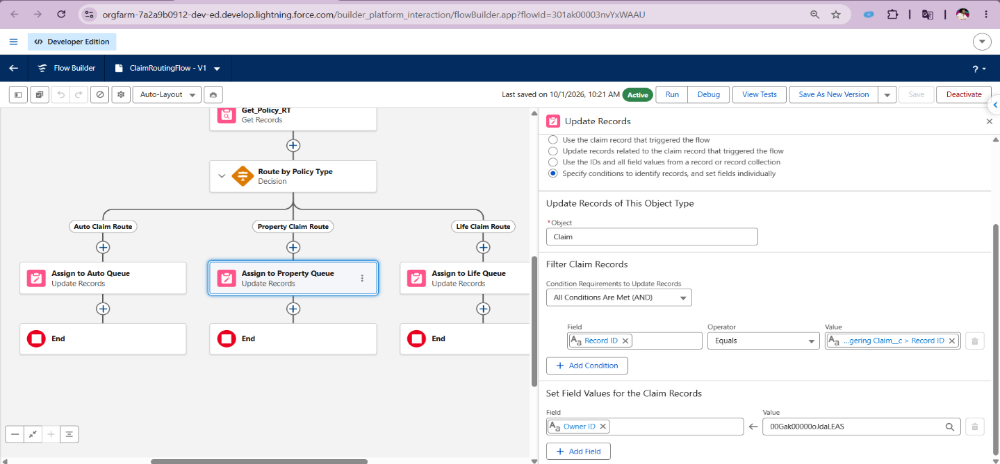 orgfarm-7a2a9b0912-dev-ed.develop.lightning.force.com/builder_platform_interaction/flowBuilder.app?flowId=301ak00003nvYxWAAU
Developer Edition
Flow Builder
ClaimRoutingFlow - V1
?
Auto-Layout
Last saved on 10/1/2026, 10:21 AM
Active
Run
Debug
View Tests
Save As New Version
Save
Deactivate
Get_Policy_RT
Get Records
Route by Policy Type
Decision
Auto Claim Route
Property Claim Route
Life Claim Route
Assign to Auto Queue
Update Records
Assign to Property Queue
Update Records
Assign to Life Queue
Update Records
End
End
End
Update Records
Use the claim record that triggered the flow
Update records related to the claim record that triggered the flow
Use the IDs and all field values from a record or record collection
Specify conditions to identify records, and set fields individually
Update Records of This Object Type
*Object
Claim
Filter Claim Records
Condition Requirements to Update Records
All Conditions Are Met (AND)
Field
Operator
Value
Aa Record ID
Equals
Aa ...gering Claim__c > Record ID
+ Add Condition
Set Field Values for the Claim Records
Field
Value
Aa Owner ID
00Gak00000oJdaLEAS
+ Add Field